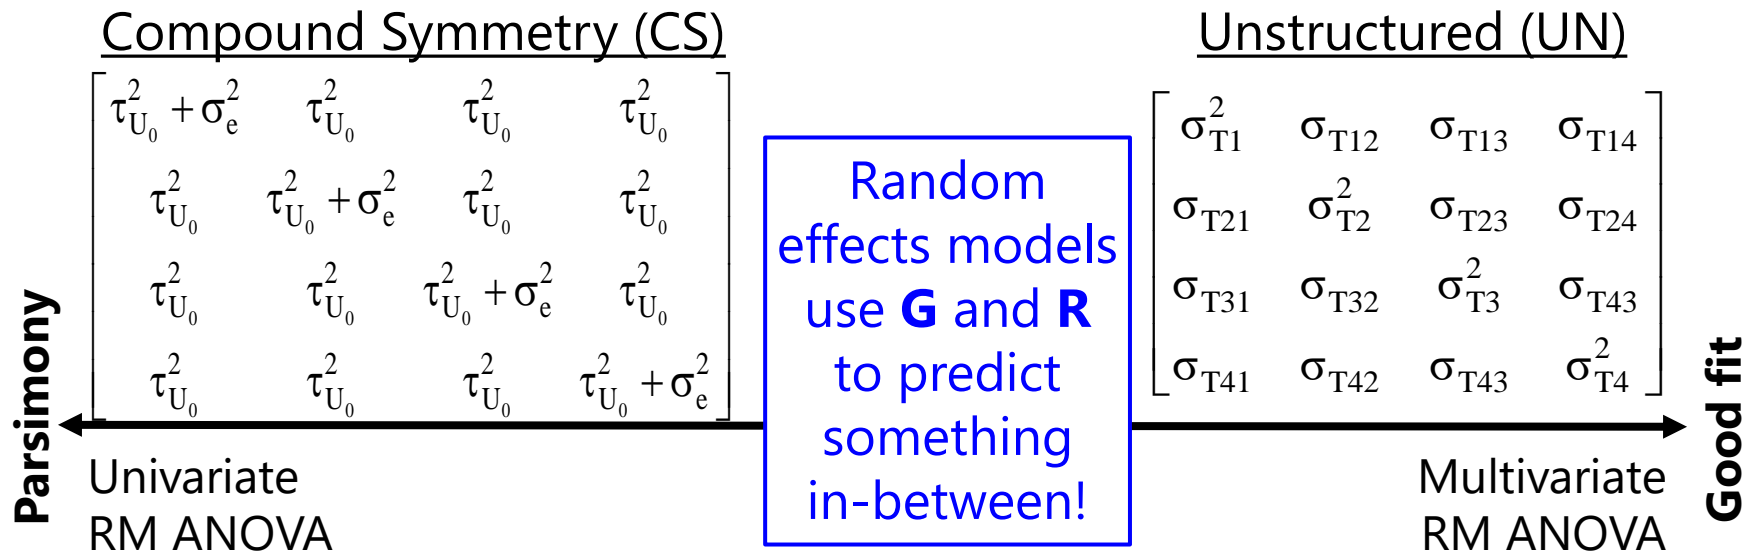 Compound Symmetry (CS)
τ²U₀ + σ²e τ²U₀ τ²U₀ τ²U₀
τ²U₀ τ²U₀ + σ²e τ²U₀ τ²U₀
τ²U₀ τ²U₀ τ²U₀ + σ²e τ²U₀
τ²U₀ τ²U₀ τ²U₀ τ²U₀ + σ²e
Parsimony
Univariate
RM ANOVA
Random
effects models
use G and R
to predict
something
in-between!
Unstructured (UN)
σ²T1 σT12 σT13 σT14
σT21 σ²T2 σT23 σT24
σT31 σT32 σ²T3 σT43
σT41 σT42 σT43 σ²T4
Good fit
Multivariate
RM ANOVA